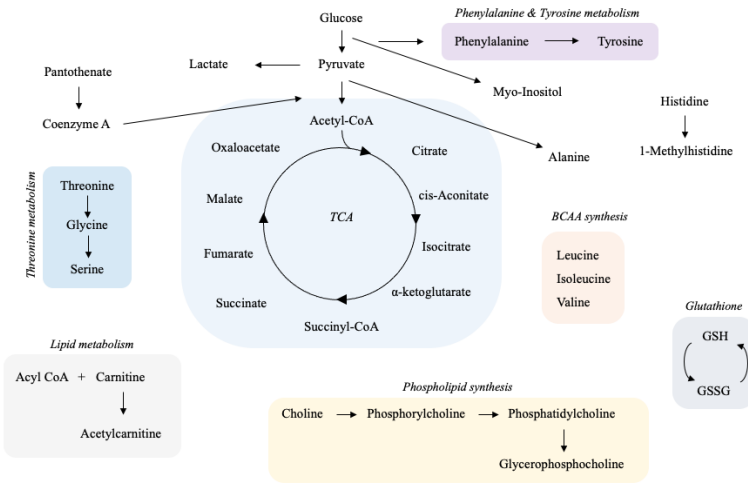 Glucose
Phenylalanine & Tyrosine metabolism
Phenylalanine
Tyrosine
Lactate
Pyruvate
Pantothenate
Myo-Inositol
Histidine
Coenzyme A
Acetyl-CoA
Oxaloacetate
Citrate
Alanine
1-Methylhistidine
Threonine metabolism
Threonine
Glycine
Serine
Malate
cis-Aconitate
TCA
Fumarate
Isocitrate
Succinate
α-ketoglutarate
Succinyl-CoA
BCAA synthesis
Leucine
Isoleucine
Valine
Glutathione
GSH
GSSG
Lipid metabolism
Acyl CoA + Carnitine
Acetylcarnitine
Phospholipid synthesis
Choline
Phosphorylcholine
Phosphatidylcholine
Glycerophosphocholine